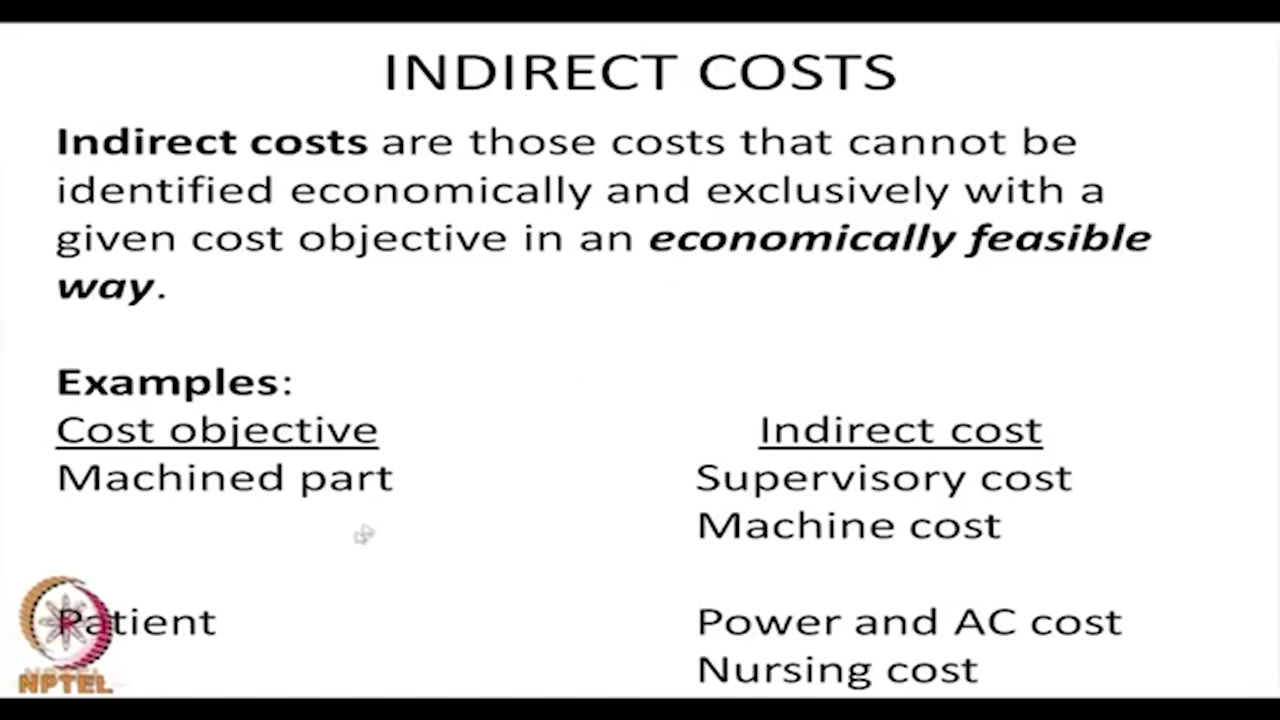 INDIRECT COSTS
Indirect costs are those costs that cannot be
identified economically and exclusively with a
given cost objective in an economically feasible
way.
Examples:
Cost objective Indirect cost
Machined part Supervisory cost
Machine cost
Patient Power and AC cost
Nursing cost
NPTEL